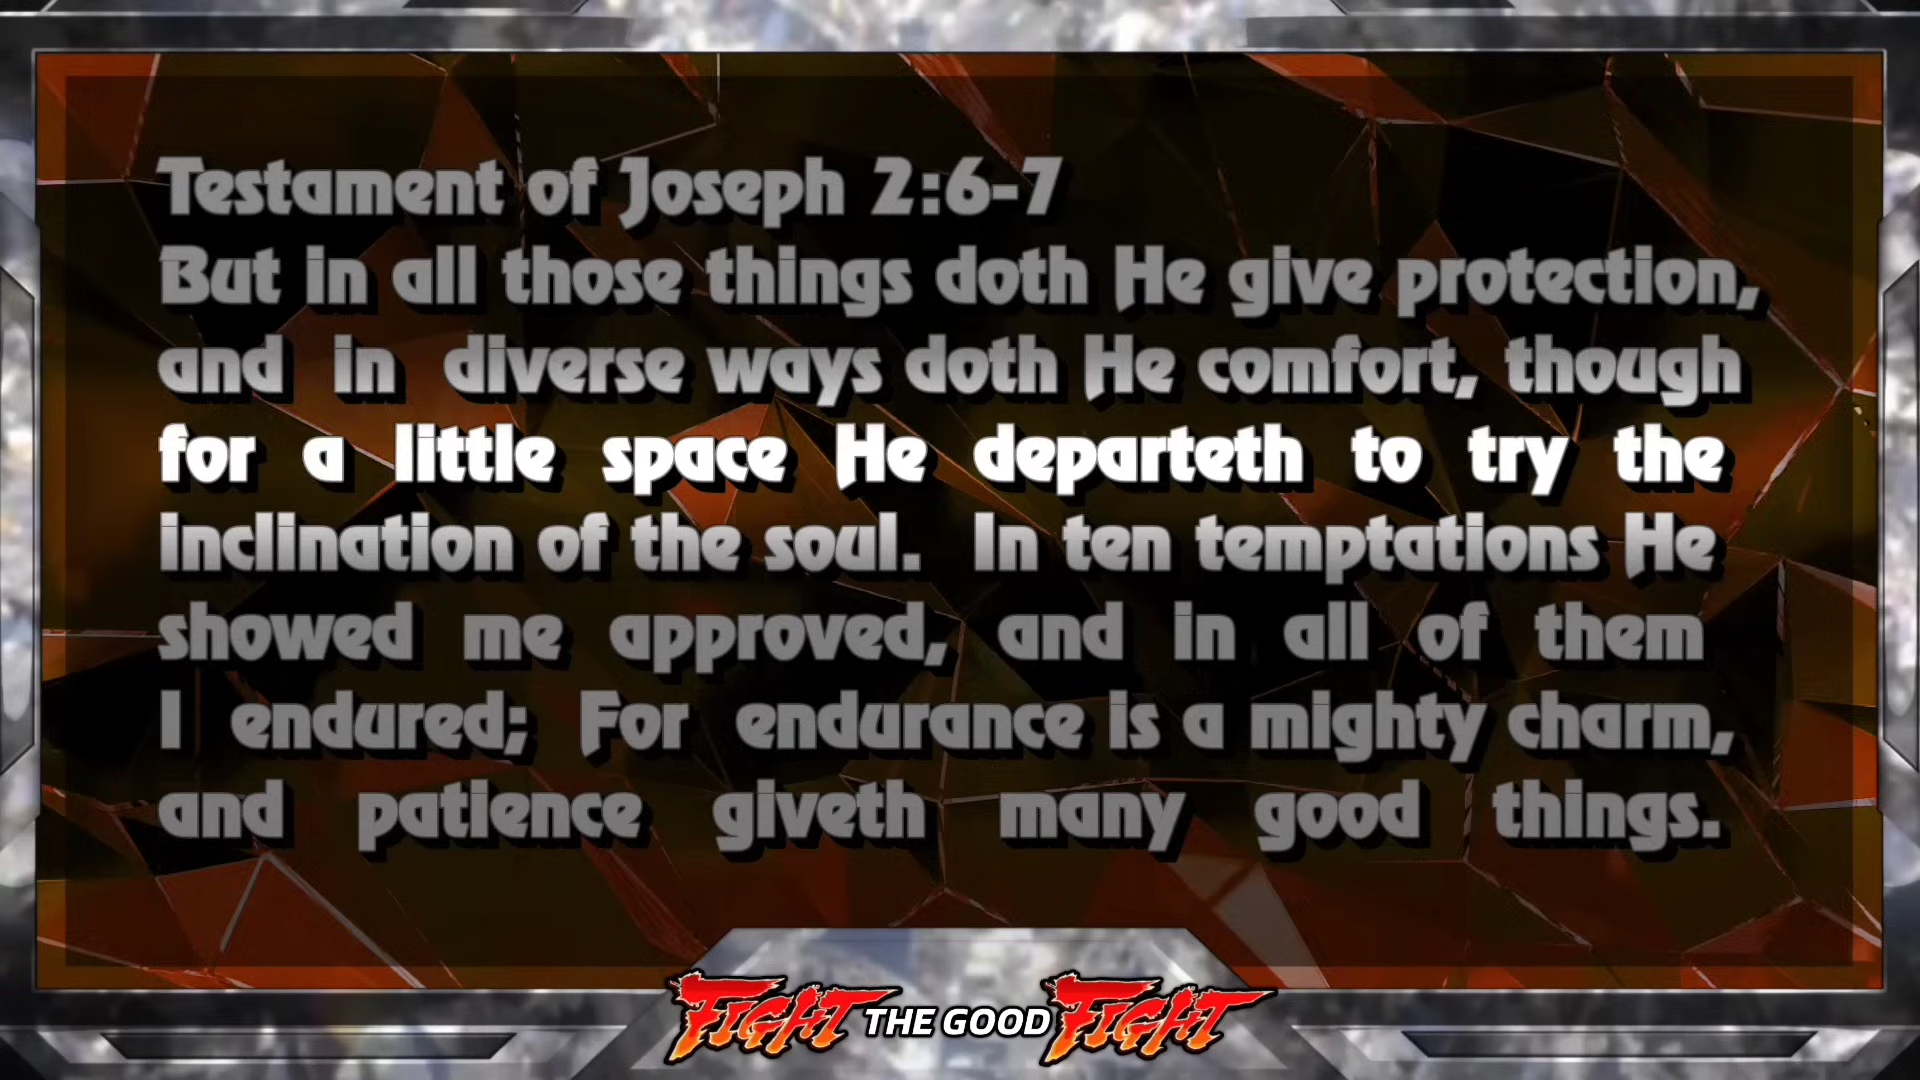 Testament of Joseph 2:6-7
But in all those things doth He give protection,
and in diverse ways doth He comfort, though
for a little space He departeth to try the
inclination of the soul. In ten temptations He
showed me approved, and in all of them
I endured; For endurance is a mighty charm,
and patience giveth many good things.
FIGHT THE GOOD FIGHT